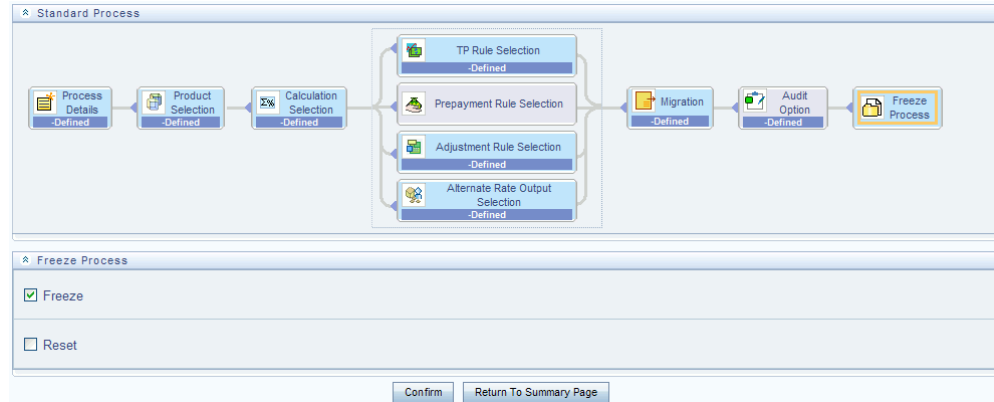 Standard Process
Process
Details
-Defined
Product
Selection
-Defined
Σ%
Calculation
Selection
-Defined
TP Rule Selection
-Defined
Prepayment Rule Selection
Adjustment Rule Selection
-Defined
Alternate Rate Output
Selection
-Defined
Migration
-Defined
Audit
Option
-Defined
Freeze
Process
Freeze Process
Freeze
Reset
Confirm
Return To Summary Page